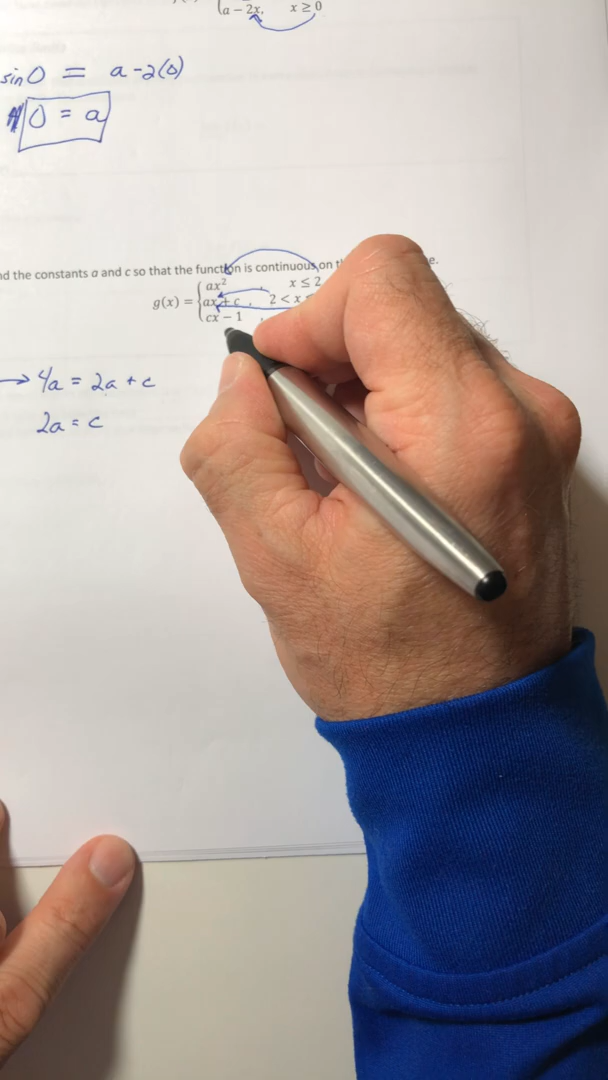 a − 2x, x ≥ 0
sin 0 = a - 2(0)
0 = a
the constants a and c so that the function is continuous on
ax² x ≤ 2
g(x) = ax + c , 2 < x
cx − 1 ,
→ 4a = 2a + c
2a = c